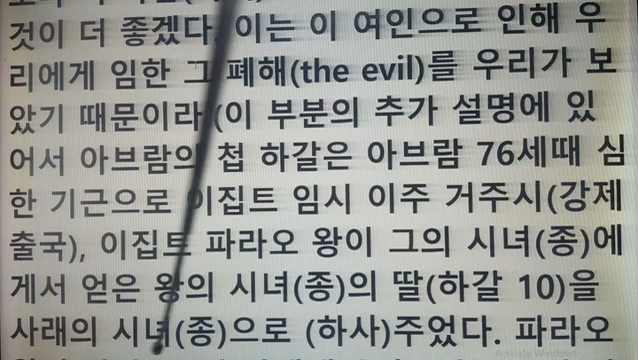 것이 더 좋겠다. 이는 이 여인으로 인해 우
리에게 임한 그 폐해(the evil)를 우리가 보
았기 때문이라 (이 부분의 추가 설명에 있
어서 아브람의 첩 하갈은 아브람 76세때 심
한 기근으로 이집트 임시 이주 거주시(강제
출국), 이집트 파라오 왕이 그의 시녀(종)에
게서 얻은 왕의 시녀(종)의 딸(하갈 10)을
사래의 시녀(종)으로 (하사)주었다. 파라오